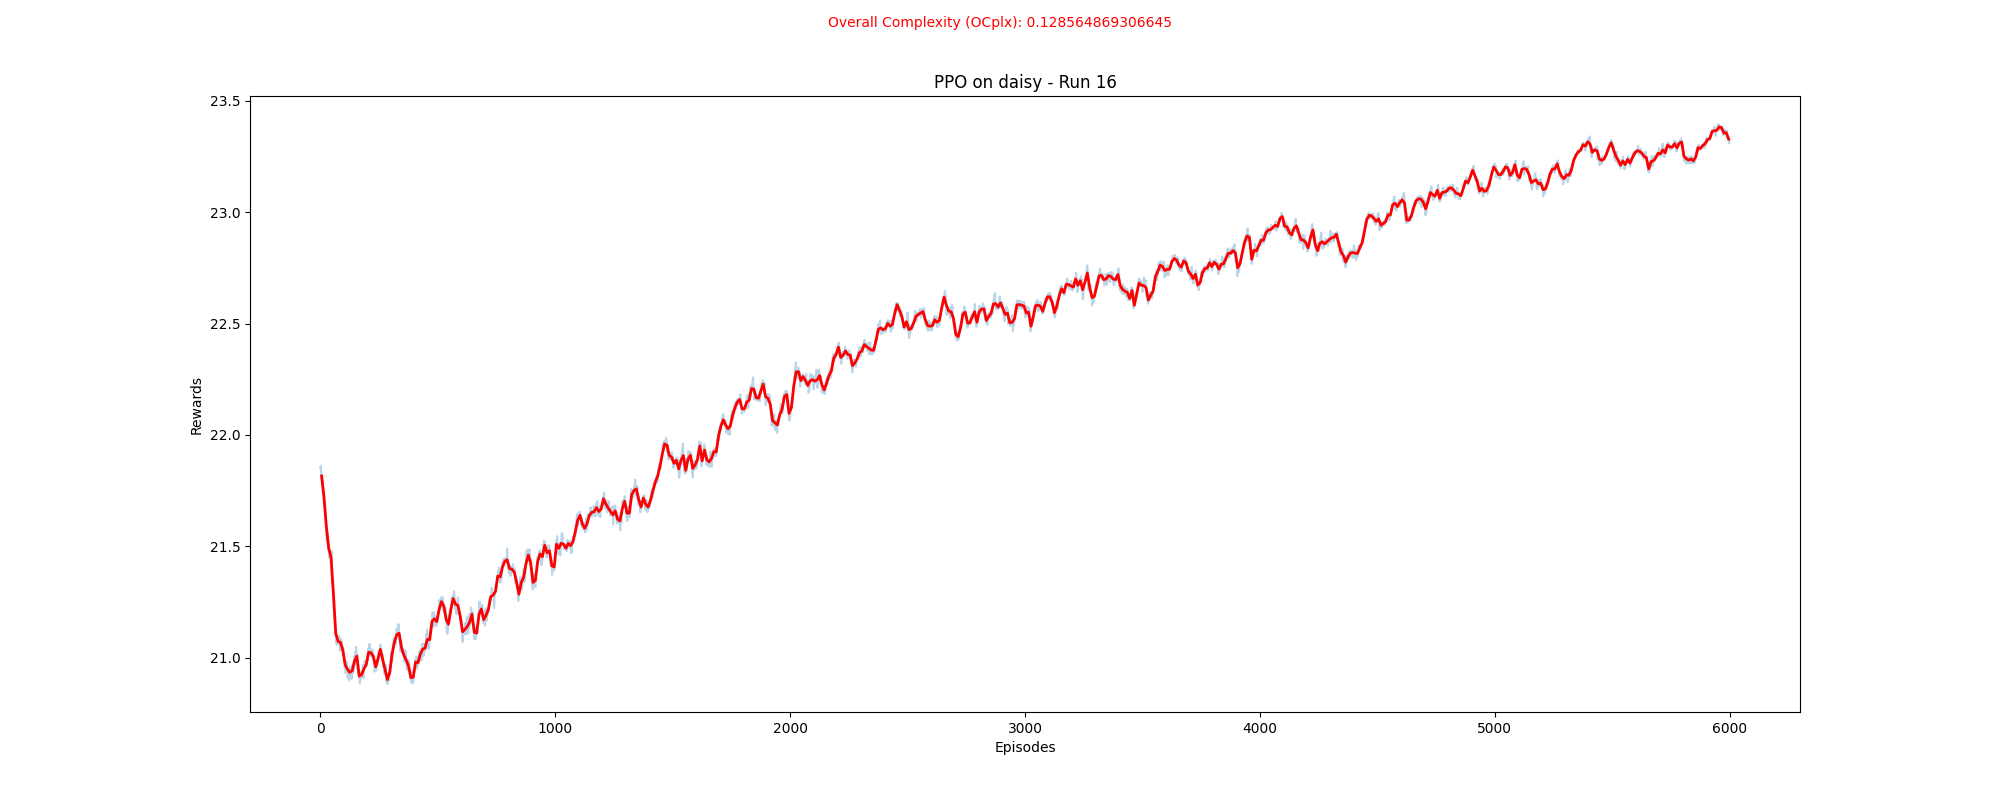 Overall Complexity (OCplx): 0.128564869306645
PPO on daisy - Run 16
23.5
23.0
22.5
22.0
21.5
21.0
Rewards
0 1000 2000 3000 4000 5000 6000
Episodes